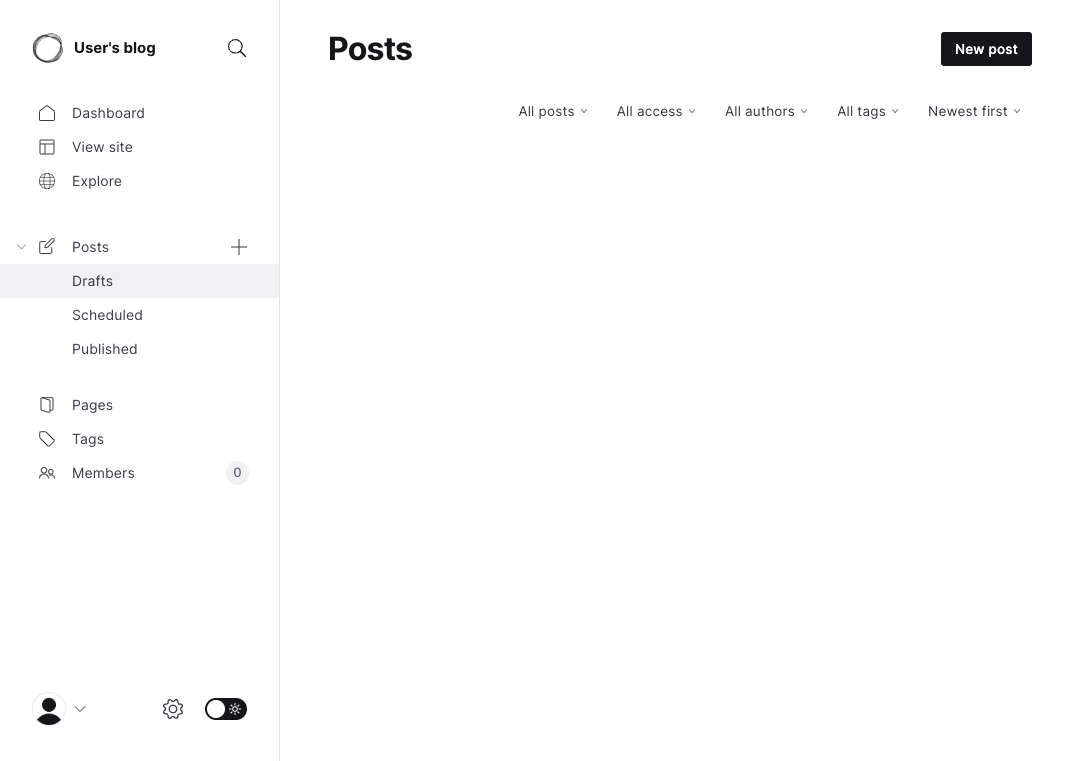 User's blog
Dashboard
View site
Explore
Posts
Drafts
Scheduled
Published
Pages
Tags
Members 0
Posts
New post
All posts All access All authors All tags Newest first